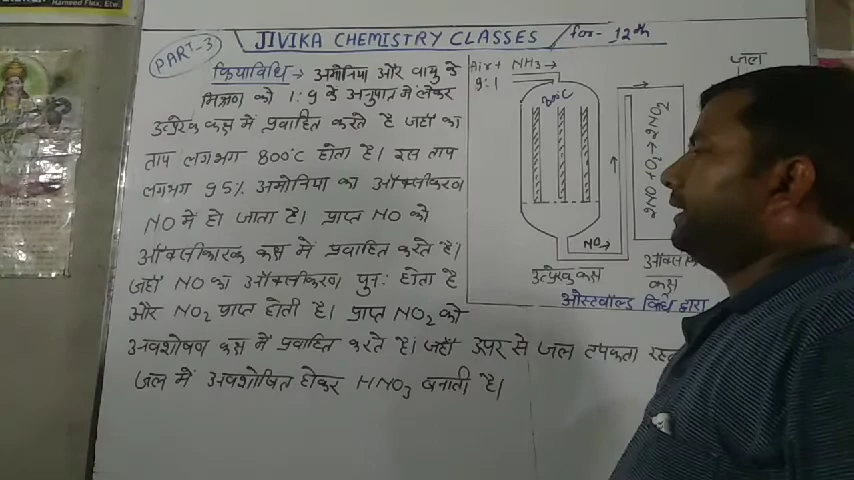 Harneed Flex, Etw.
PART-3
JIVIKA CHEMISTRY CLASSES / for- 12th
क्रियाविधि → अमोनिया और वायु के
मिश्रण को 1:9 के अनुपात में लेकर
उत्प्रेरक कक्ष में प्रवाहित करते है जहाँ का
ताप लगभग 800°C होता है। इस ताप
लगभग 95% अमोनिया का ऑक्सीकरण
NO में हो जाता है। प्राप्त NO को
ऑक्सीकारक कक्ष में प्रवाहित करते है।
जहाँ NO का ऑक्सीकरण पुनः होता है
और NO2 प्राप्त होती है। प्राप्त NO2 को
अवशोषण कक्ष में प्रवाहित करते है। जहाँ ऊपर से जल टपकता
जल में अवशोषित होकर HNO3 बनाती है।
Air+ NH3→
9:1
NO→
2NO+O2→2NO2
जल
उत्प्रेरक कक्ष
कक्ष
ओस्टवाल्ड विधि द्वारा